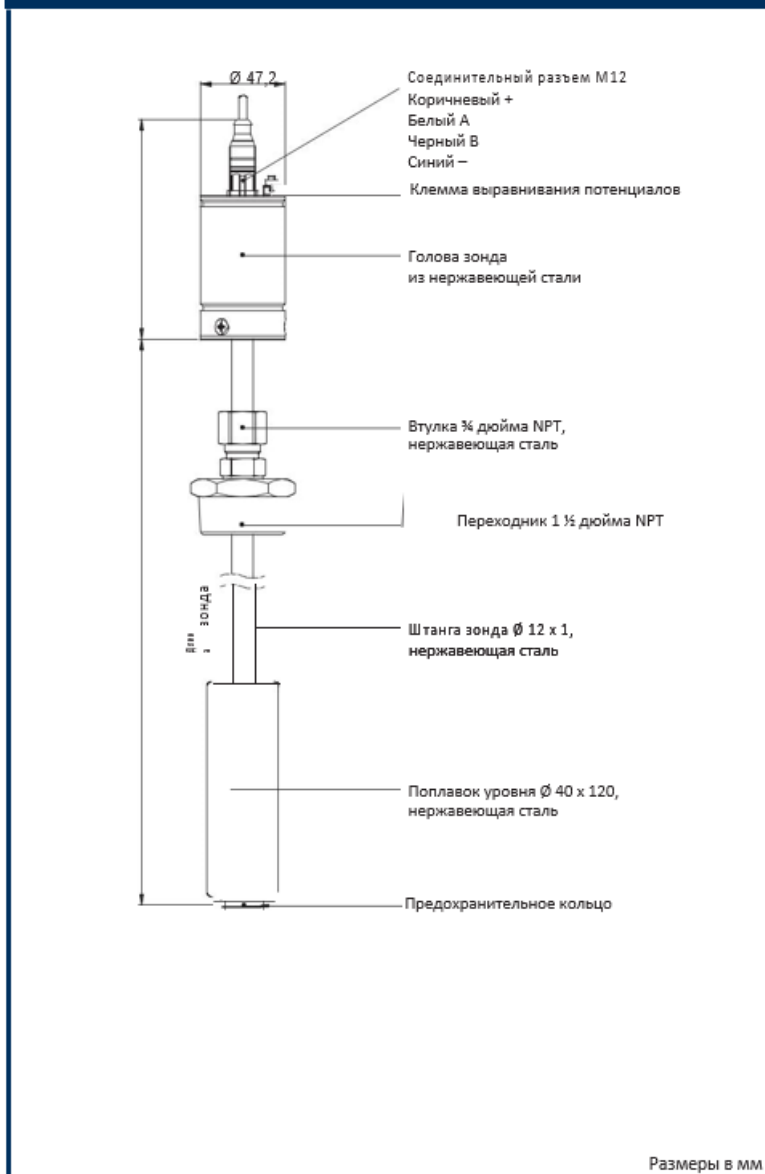 Ø 47,2
Соединительный разъем M12
Коричневый +
Белый A
Черный B
Синий –
Клемма выравнивания потенциалов
Голова зонда
из нержавеющей стали
Втулка ¾ дюйма NPT,
нержавеющая сталь
Переходник 1 ½ дюйма NPT
Длин
а зонда
Штанга зонда Ø 12 x 1,
нержавеющая сталь
Поплавок уровня Ø 40 x 120,
нержавеющая сталь
Предохранительное кольцо
Размеры в мм